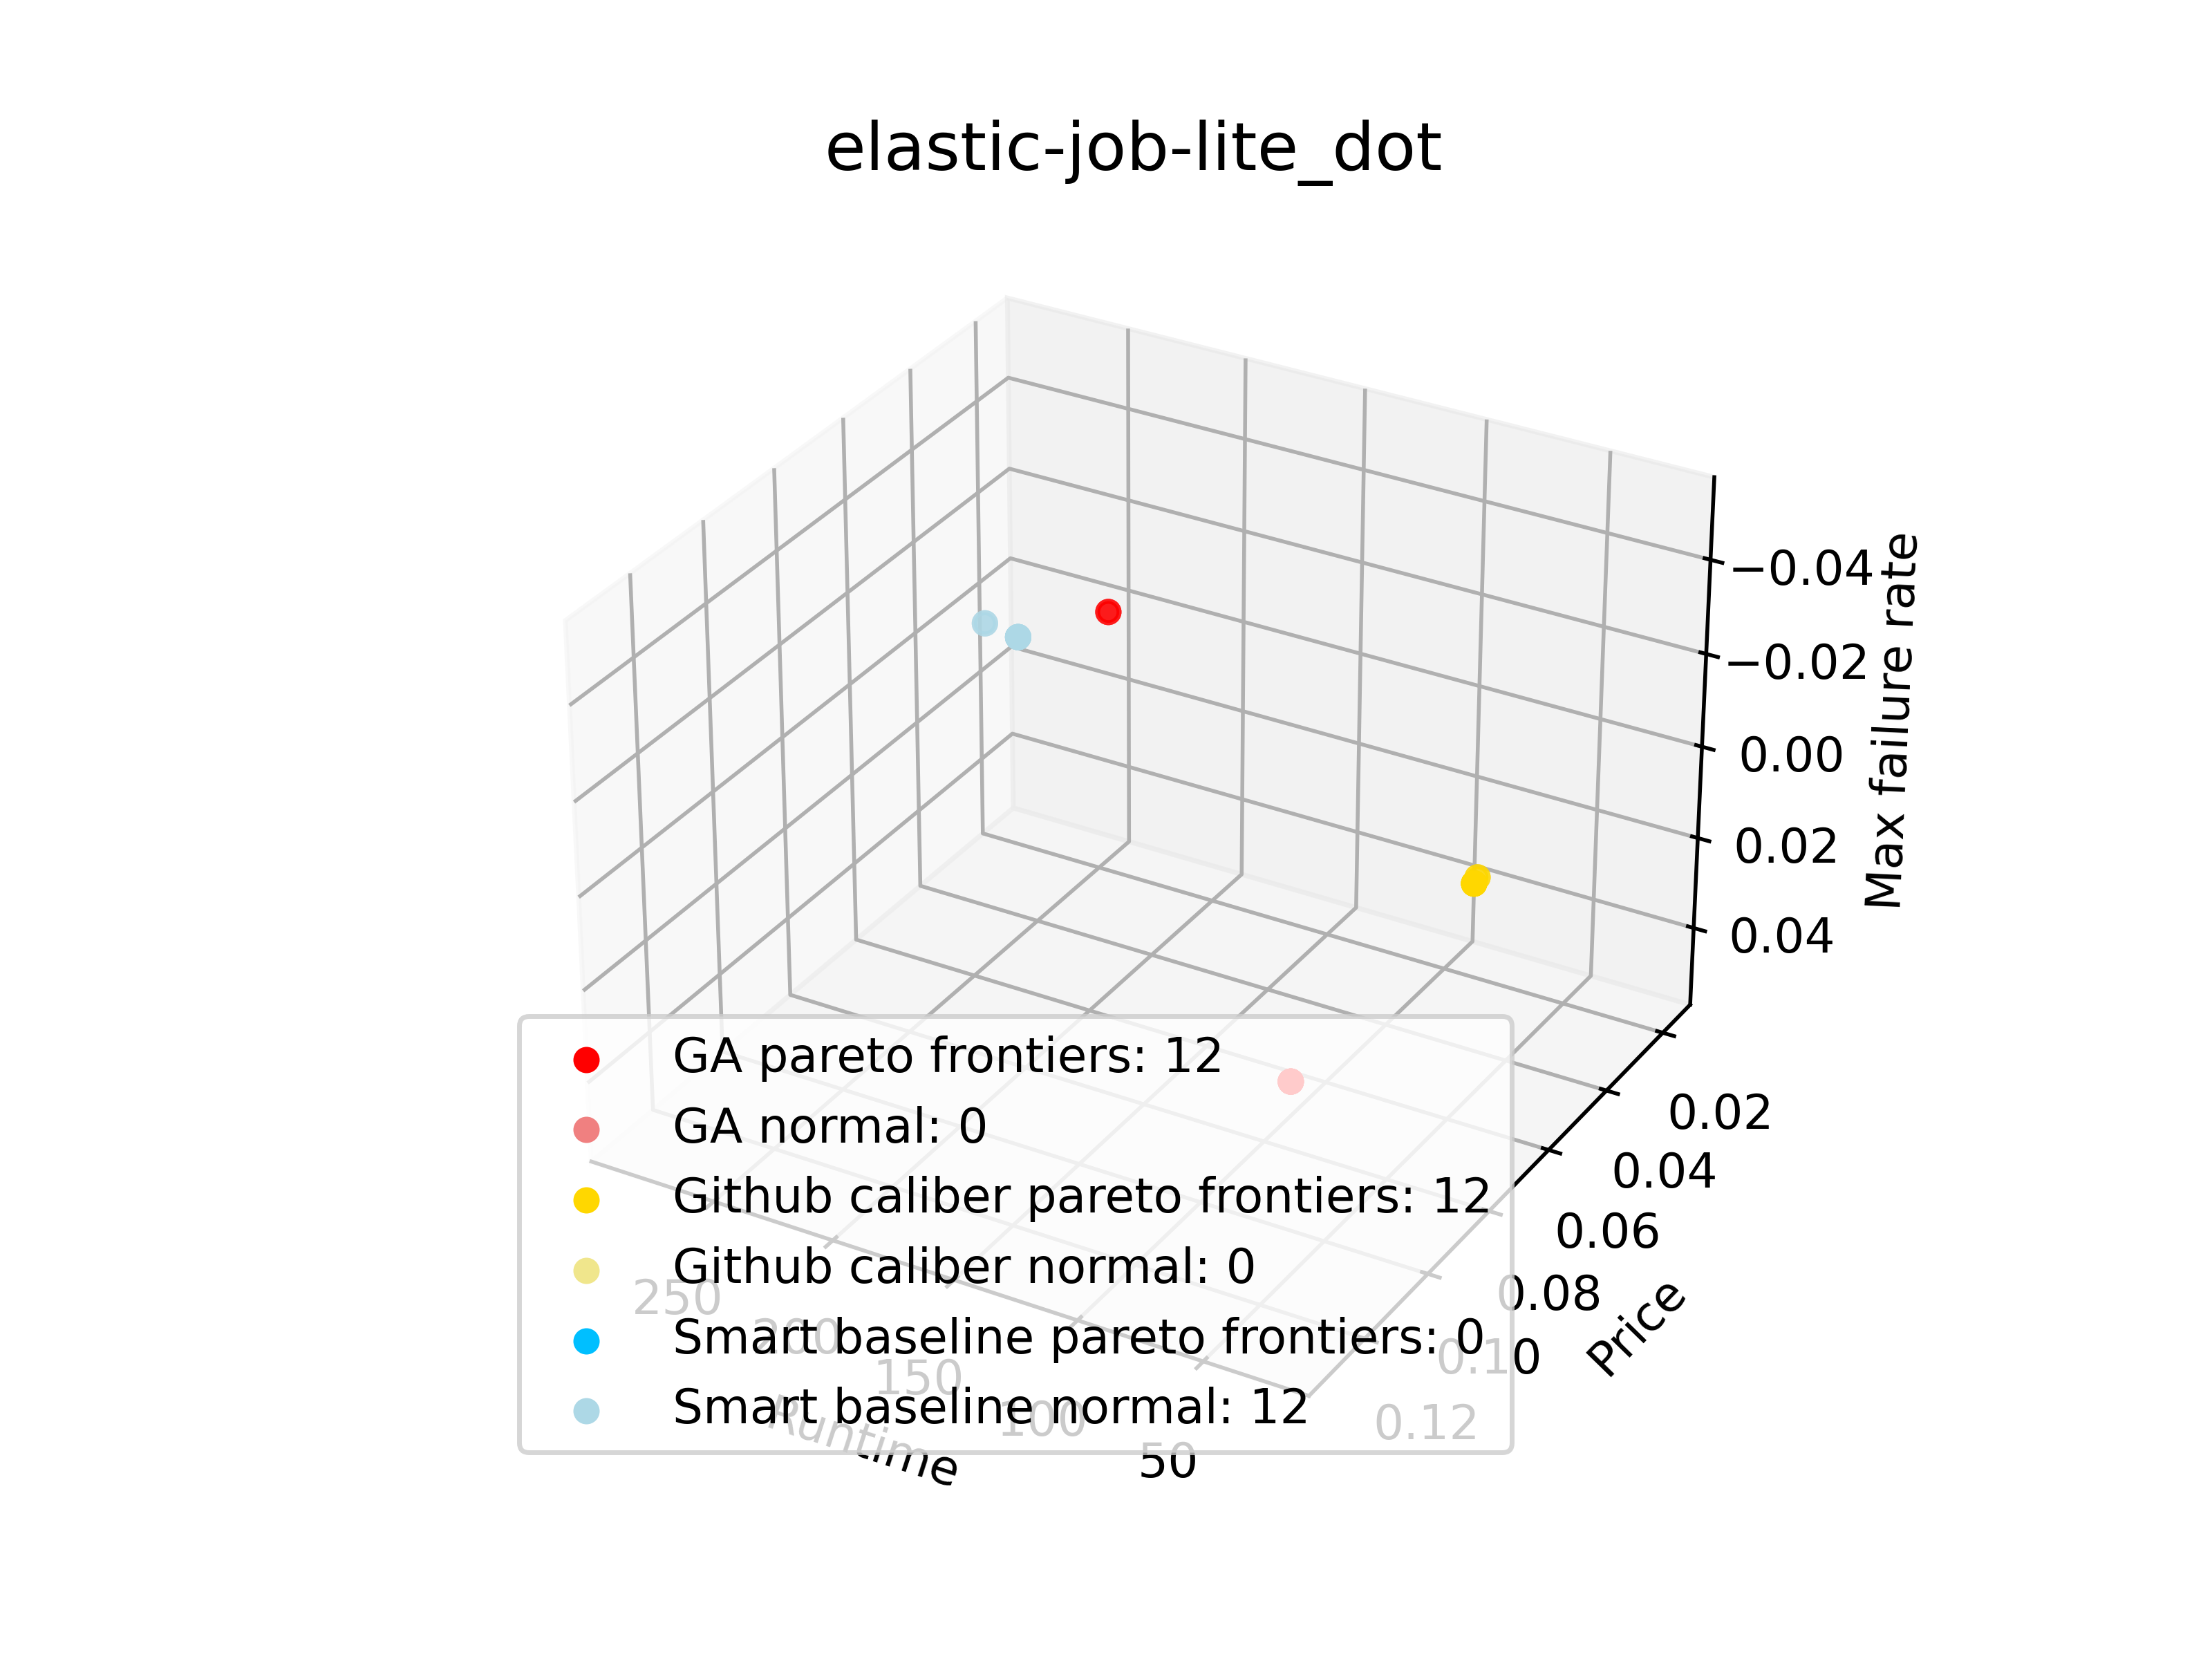 elastic-job-lite_dot
−0.04
−0.02
0.00
0.02
0.04
Max failure rate
GA pareto frontiers: 12
GA normal: 0
Github caliber pareto frontiers: 12
Github caliber normal: 0
Smart baseline pareto frontiers: 0
Smart baseline normal: 12
0.02
0.04
0.06
0.08
0.10
0.12
Price
250
200
150
100
50
Runtime